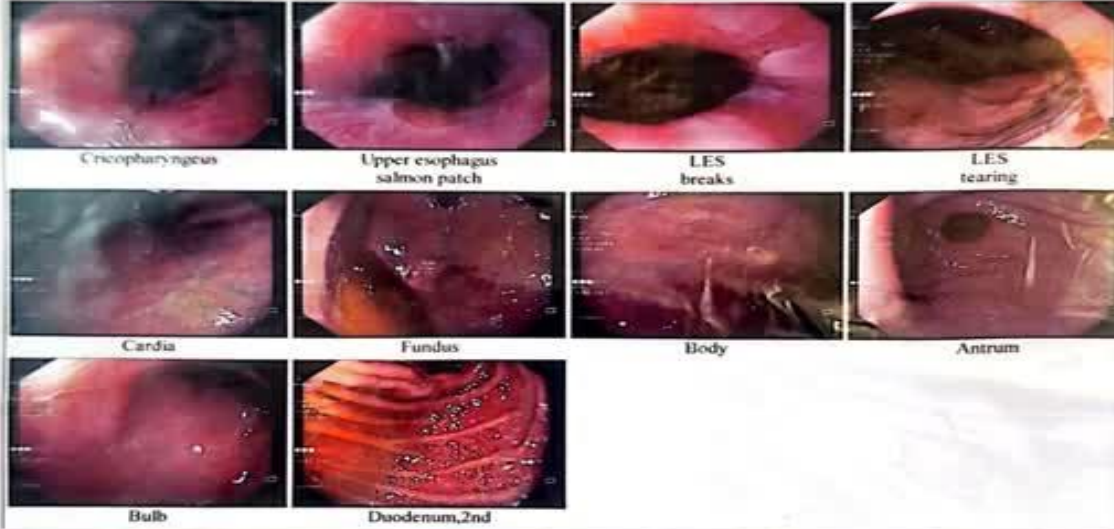 Cricopharyngeus
Upper esophagus
salmon patch
LES
breaks
LES
tearing
Cardia
Fundus
Body
Antrum
Bulb
Duodenum,2nd